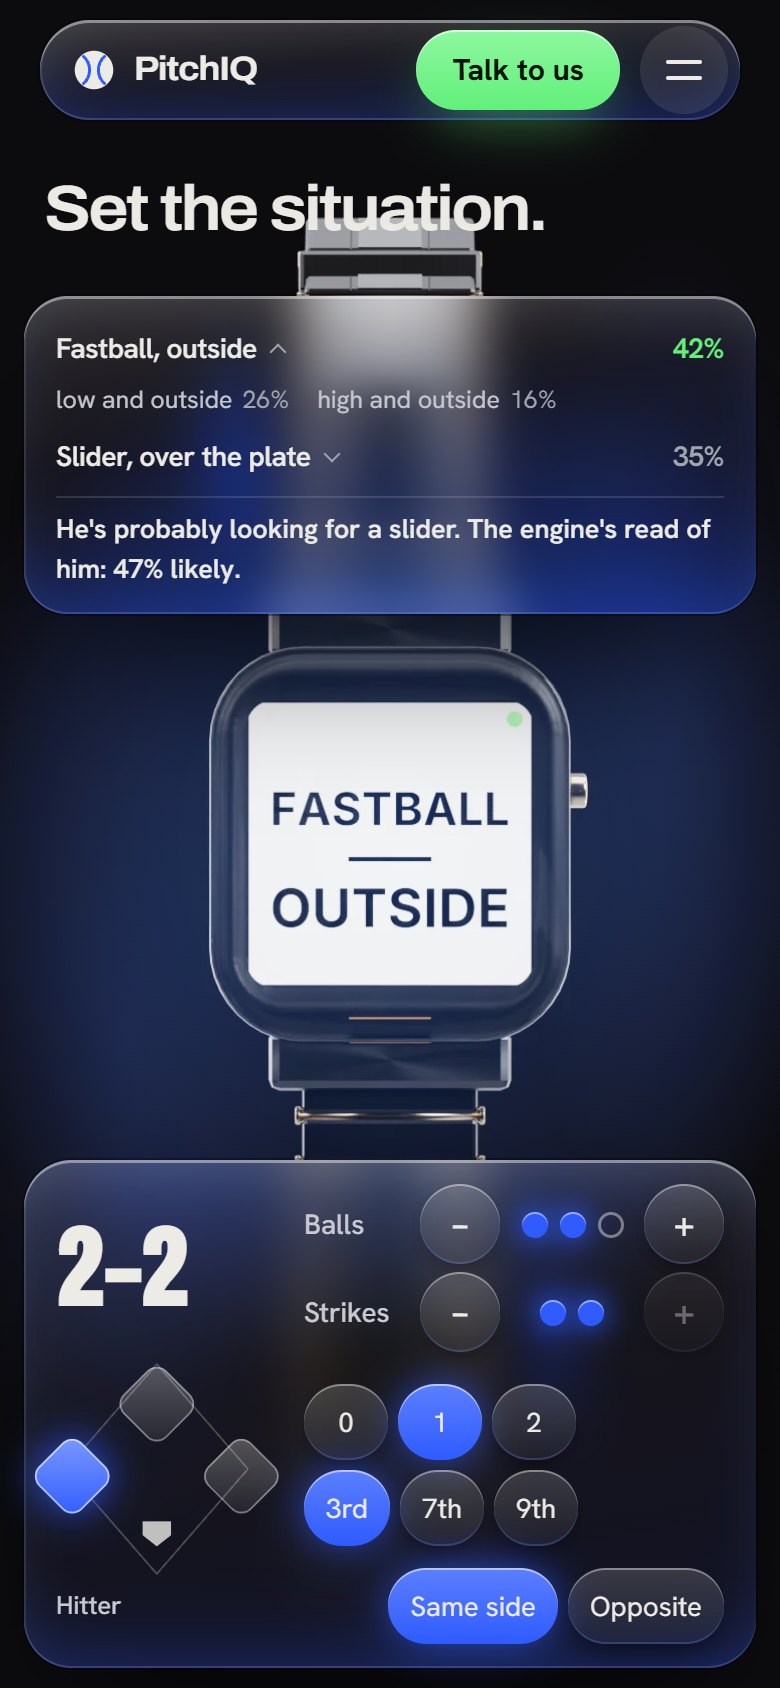 PitchIQ
Talk to us
Set the situation.
Fastball, outside
42%
low and outside 26% high and outside 16%
Slider, over the plate
35%
He's probably looking for a slider. The engine's read of
him: 47% likely.
FASTBALL
OUTSIDE
2-2
Balls
−
+
Strikes
−
+
0
1
2
3rd
7th
9th
Hitter
Same side
Opposite